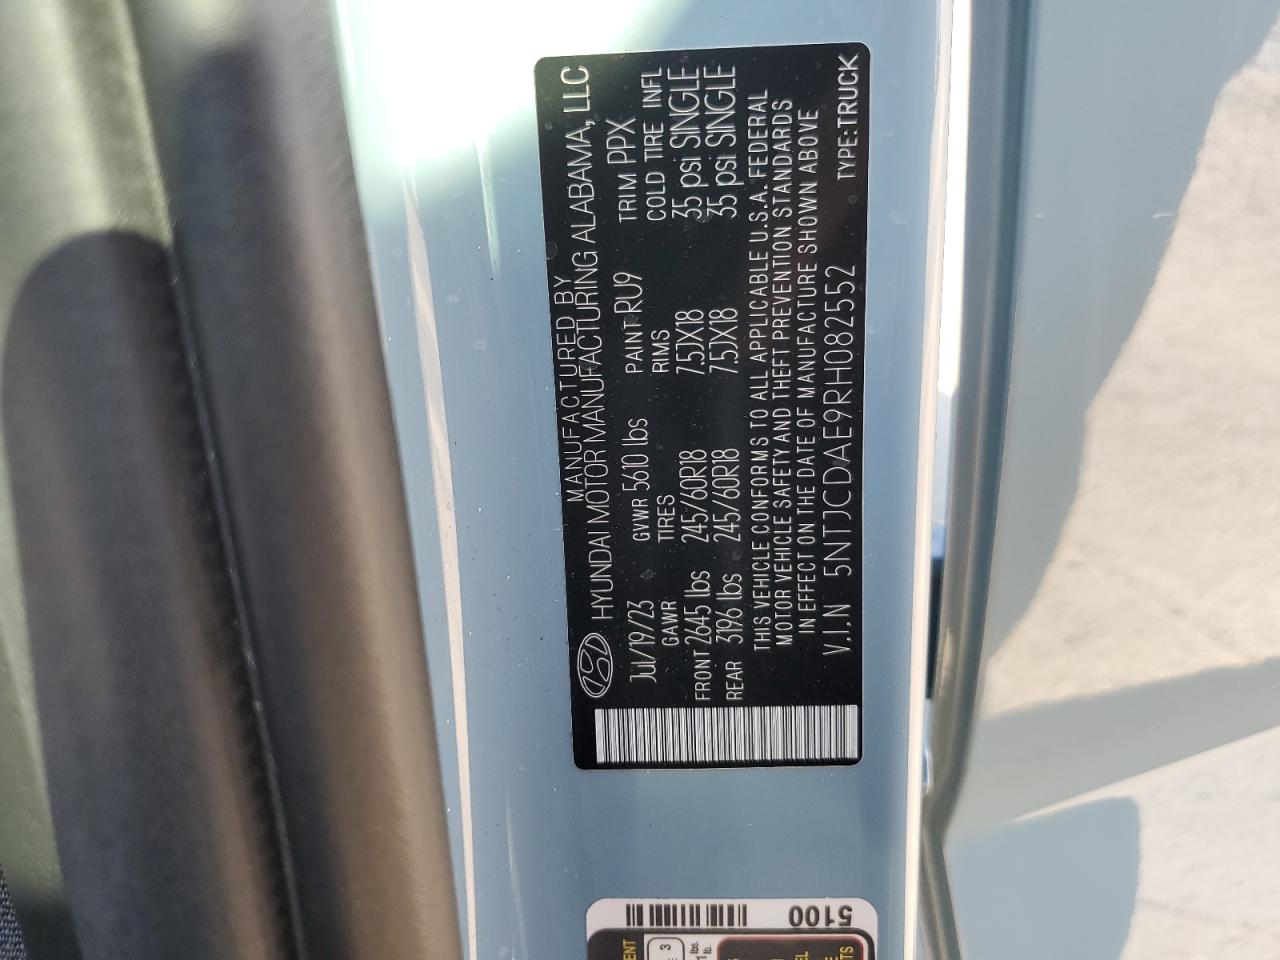 MANUFACTURED BY
HYUNDAI MOTOR MANUFACTURING ALABAMA, LLC
Jul/19/23 GVWR 5610 lbs PAINT RU9 TRIM PPX
GAWR TIRES RIMS COLD TIRE INFL
FRONT 2645 lbs 245/60R18 7.5JX18 35 psi SINGLE
REAR 3196 lbs 245/60R18 7.5JX18 35 psi SINGLE
THIS VEHICLE CONFORMS TO ALL APPLICABLE U.S.A. FEDERAL
MOTOR VEHICLE SAFETY AND THEFT PREVENTION STANDARDS
IN EFFECT ON THE DATE OF MANUFACTURE SHOWN ABOVE
V.I.N 5NTJCDAE9RH082552 TYPE:TRUCK
5100